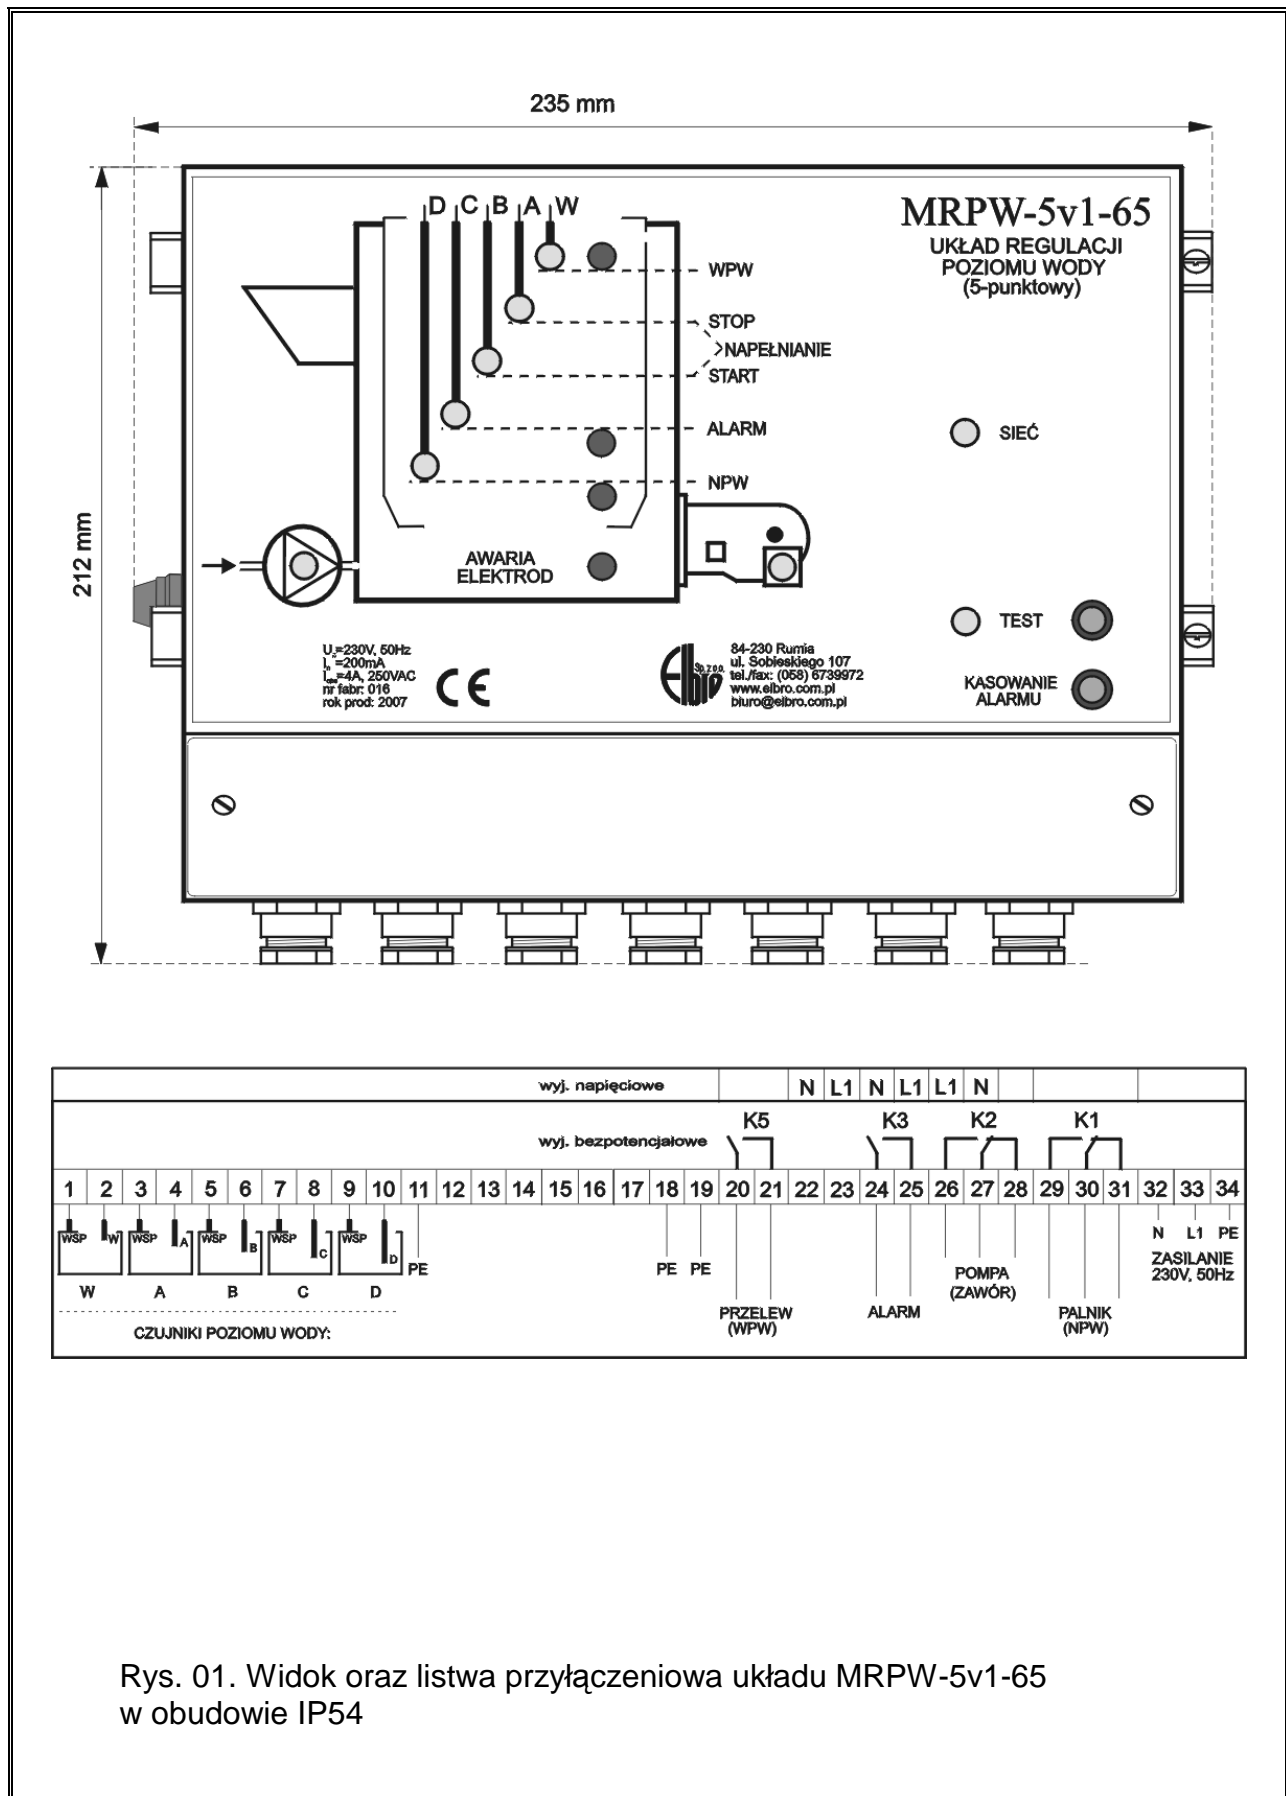 235 mm
212 mm
D C B A W
MRPW-5v1-65
UKŁAD REGULACJI
POZIOMU WODY
(5-punktowy)
WPW
STOP
NAPEŁNIANIE
START
ALARM
NPW
SIEĆ
AWARIA
ELEKTROD
TEST
KASOWANIE
ALARMU
=230V, 50Hz
=200mA
=4A, 250VAC
nr fabr: 016
rok prod: 2007
CE
Elbro
Sp. z o.o.
84-230 Rumia
ul. Sobieskiego 107
tel./fax: (058) 6739972
www.elbro.com.pl
biuro@elbro.com.pl
wyj. napięciowe N L1 N L1 L1 N
wyj. bezpotencjałowe K5 K3 K2 K1
1 2 3 4 5 6 7 8 9 10 11 12 13 14 15 16 17 18 19 20 21 22 23 24 25 26 27 28 29 30 31 32 33 34
WSP W WSP A WSP B WSP C WSP D
W A B C D
PE
PE PE
PRZELEW
(WPW)
ALARM
POMPA
(ZAWÓR)
PALNIK
(NPW)
N L1 PE
ZASILANIE
230V, 50Hz
CZUJNIKI POZIOMU WODY:
Rys. 01. Widok oraz listwa przyłączeniowa układu MRPW-5v1-65
w obudowie IP54